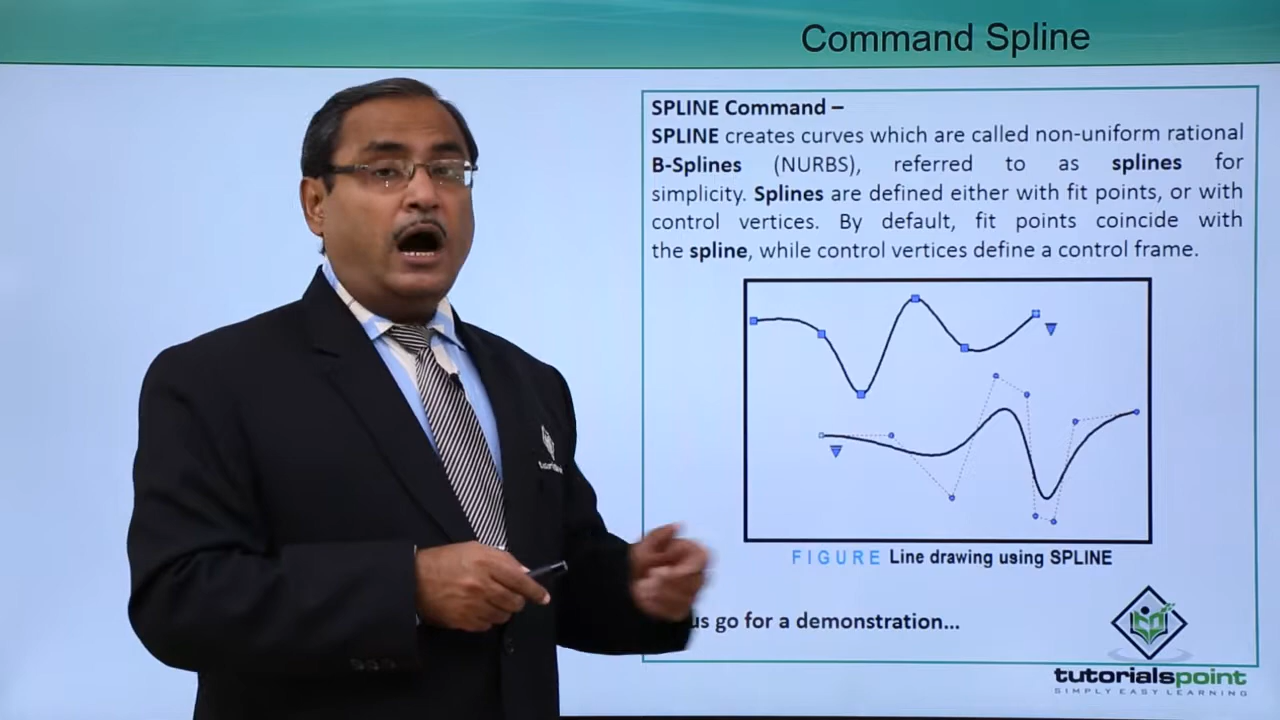 Command Spline
SPLINE Command –
SPLINE creates curves which are called non-uniform rational
B-Splines (NURBS), referred to as splines for
simplicity. Splines are defined either with fit points, or with
control vertices. By default, fit points coincide with
the spline, while control vertices define a control frame.
FIGURE Line drawing using SPLINE
us go for a demonstration...
tutorialspoint
SIMPLY EASY LEARNING